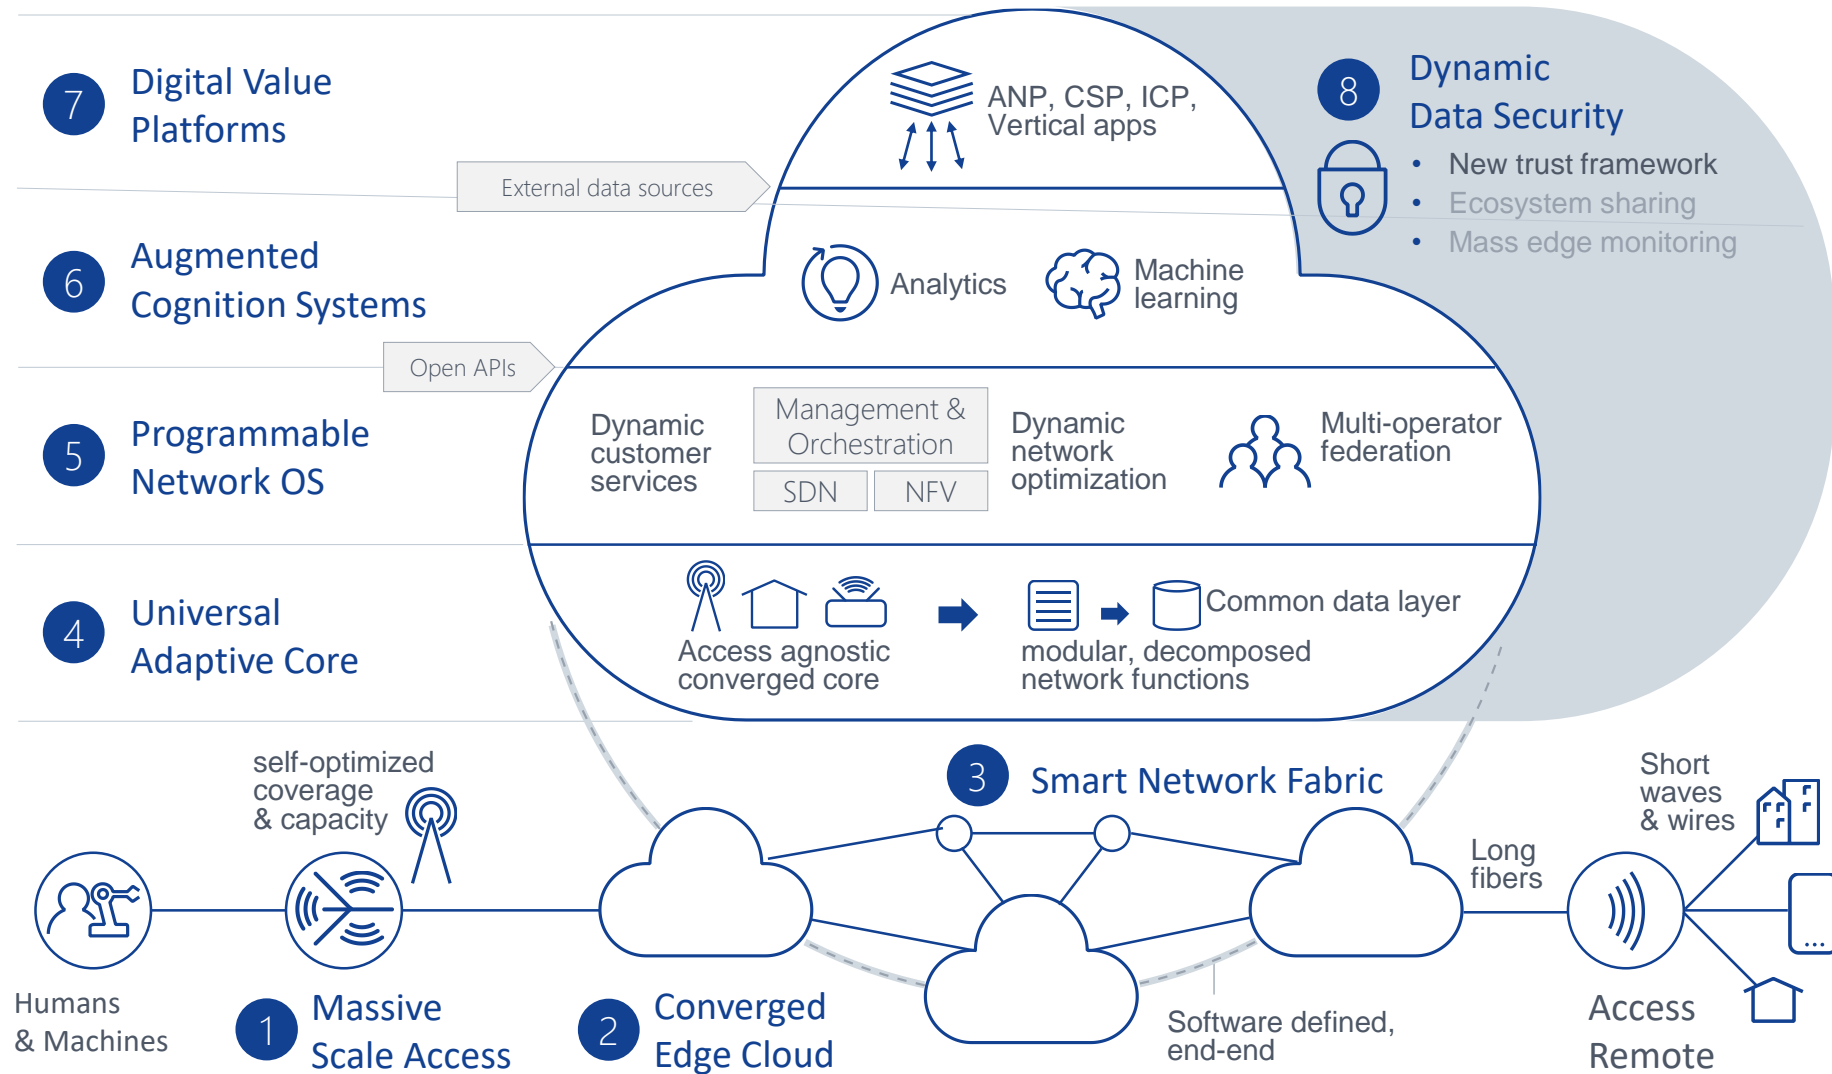 7
Digital Value
Platforms
ANP, CSP, ICP,
Vertical apps
8
Dynamic
Data Security
• New trust framework
• Ecosystem sharing
• Mass edge monitoring
External data sources
6
Augmented
Cognition Systems
Analytics
Machine
learning
Open APIs
5
Programmable
Network OS
Dynamic
customer
services
Management &
Orchestration
SDN
NFV
Dynamic
network
optimization
Multi-operator
federation
4
Universal
Adaptive Core
Access agnostic
converged core
Common data layer
modular, decomposed
network functions
self-optimized
coverage
& capacity
3
Smart Network Fabric
Short
waves
& wires
Long
fibers
Humans
& Machines
1
Massive
Scale Access
2
Converged
Edge Cloud
Software defined,
end-end
Access
Remote